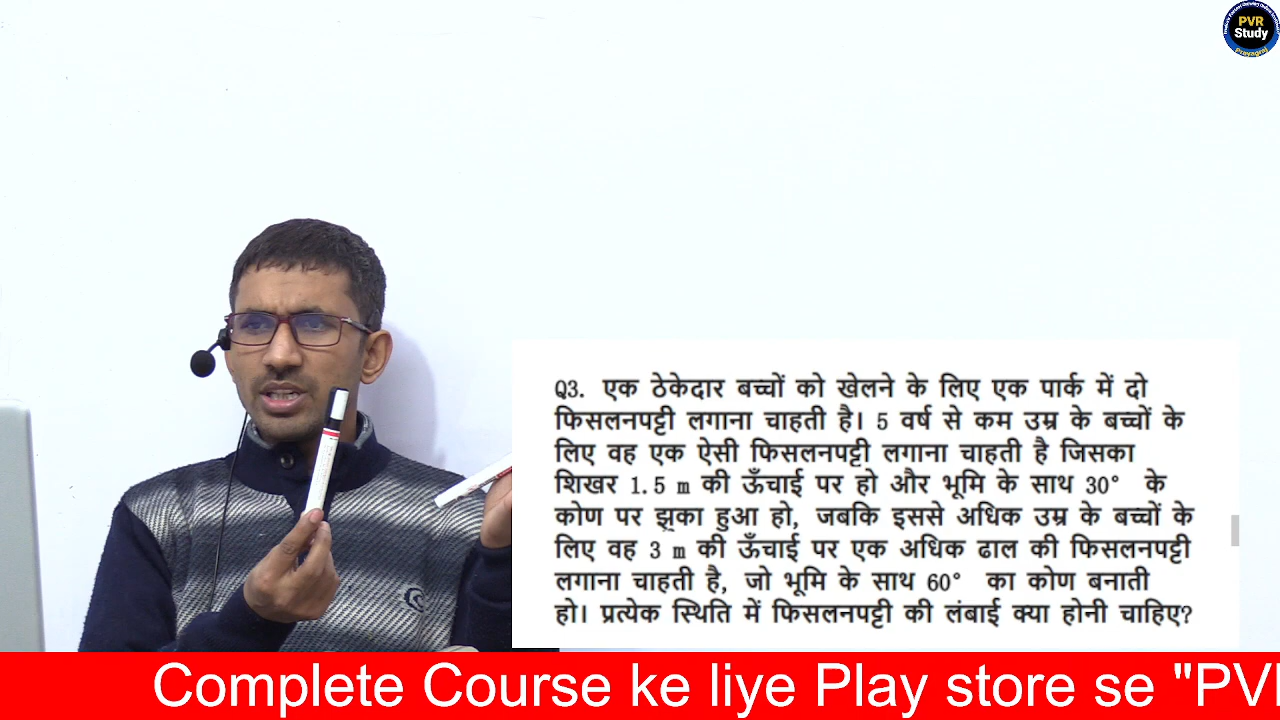 PVR
Study
Prayagraj
Q3. एक ठेकेदार बच्चों को खेलने के लिए एक पार्क में दो
फिसलनपट्टी लगाना चाहती है। 5 वर्ष से कम उम्र के बच्चों के
लिए वह एक ऐसी फिसलनपट्टी लगाना चाहती है जिसका
शिखर 1.5 m की ऊँचाई पर हो और भूमि के साथ 30° के
कोण पर झुका हुआ हो, जबकि इससे अधिक उम्र के बच्चों के
लिए वह 3 m की ऊँचाई पर एक अधिक ढाल की फिसलनपट्टी
लगाना चाहती है, जो भूमि के साथ 60° का कोण बनाती
हो। प्रत्येक स्थिति में फिसलनपट्टी की लंबाई क्या होनी चाहिए?
Complete Course ke liye Play store se "PV